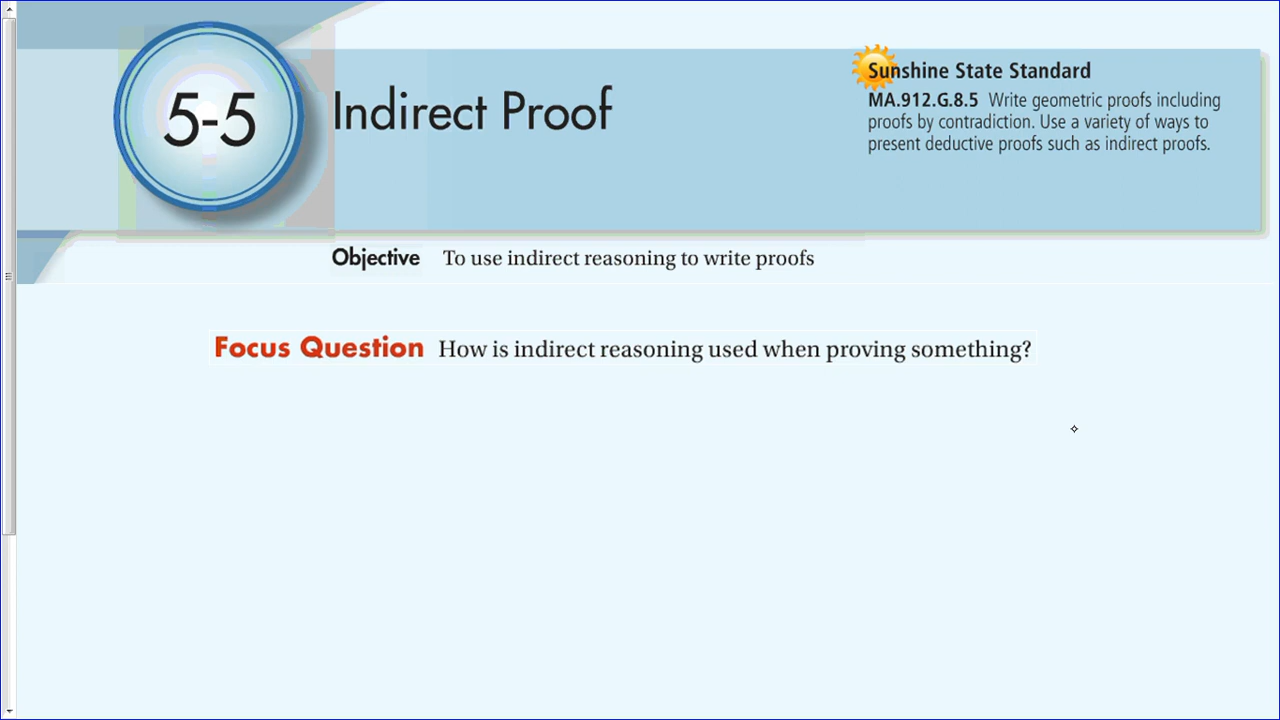 5-5
Indirect Proof
Sunshine State Standard
MA.912.G.8.5 Write geometric proofs including
proofs by contradiction. Use a variety of ways to
present deductive proofs such as indirect proofs.
Objective To use indirect reasoning to write proofs
Focus Question How is indirect reasoning used when proving something?